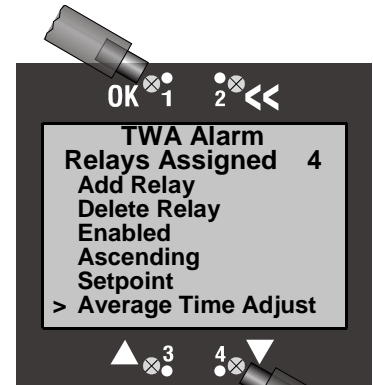 OK 1 2 <<
TWA Alarm
Relays Assigned 4
Add Relay
Delete Relay
Enabled
Ascending
Setpoint
> Average Time Adjust
3 4